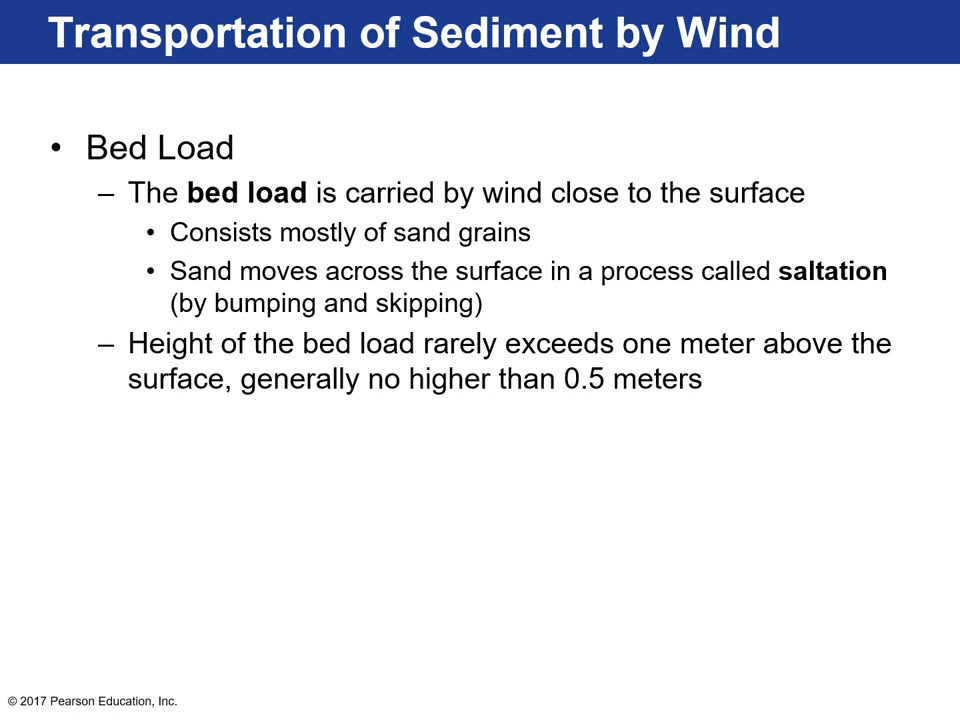 Transportation of Sediment by Wind
• Bed Load
– The bed load is carried by wind close to the surface
• Consists mostly of sand grains
• Sand moves across the surface in a process called saltation
(by bumping and skipping)
– Height of the bed load rarely exceeds one meter above the
surface, generally no higher than 0.5 meters
© 2017 Pearson Education, Inc.